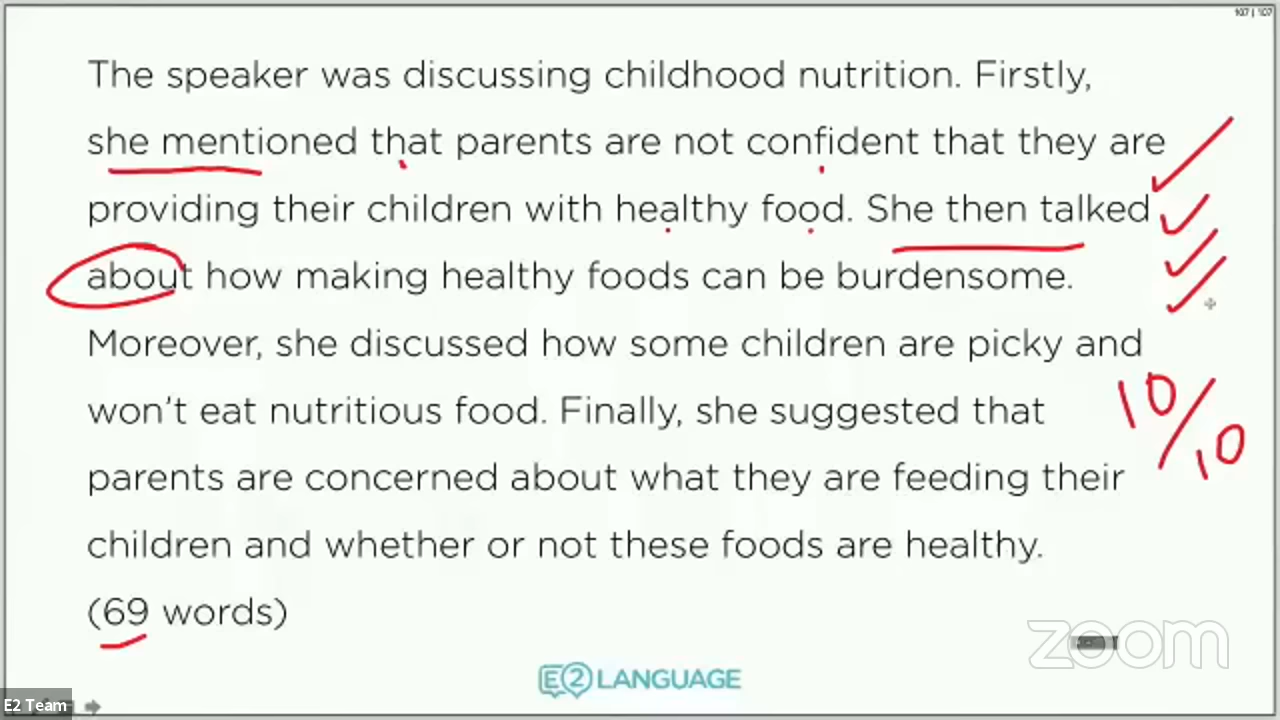 107 | 107
The speaker was discussing childhood nutrition. Firstly,
she mentioned that parents are not confident that they are
providing their children with healthy food. She then talked
about how making healthy foods can be burdensome.
Moreover, she discussed how some children are picky and
won't eat nutritious food. Finally, she suggested that
parents are concerned about what they are feeding their
children and whether or not these foods are healthy.
(69 words)
10/10
zoom
E2 LANGUAGE
E2 Team